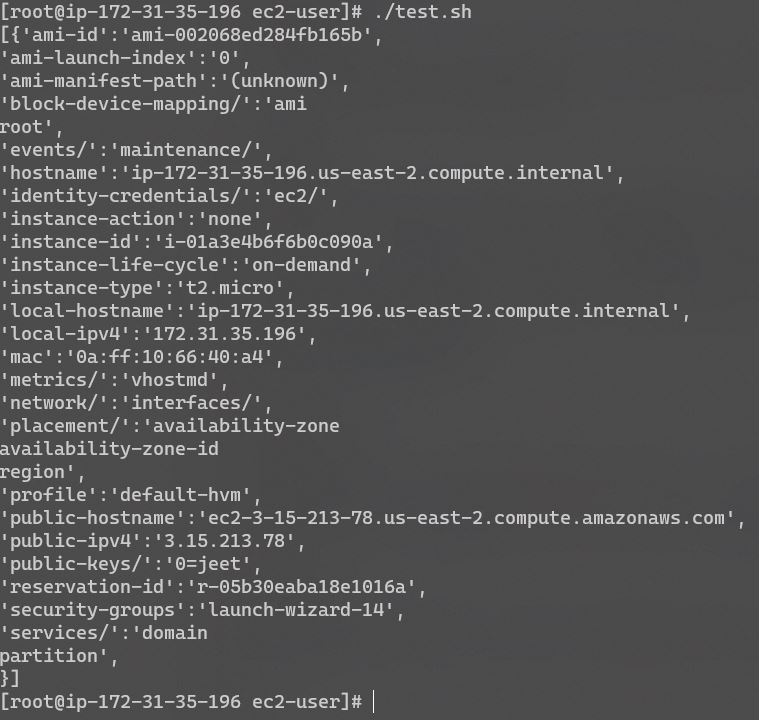 [root@ip-172-31-35-196 ec2-user]# ./test.sh
[{'ami-id':'ami-002068ed284fb165b',
'ami-launch-index':'0',
'ami-manifest-path':'(unknown)',
'block-device-mapping/':'ami
root',
'events/':'maintenance/',
'hostname':'ip-172-31-35-196.us-east-2.compute.internal',
'identity-credentials/':'ec2/',
'instance-action':'none',
'instance-id':'i-01a3e4b6f6b0c090a',
'instance-life-cycle':'on-demand',
'instance-type':'t2.micro',
'local-hostname':'ip-172-31-35-196.us-east-2.compute.internal',
'local-ipv4':'172.31.35.196',
'mac':'0a:ff:10:66:40:a4',
'metrics/':'vhostmd',
'network/':'interfaces/',
'placement/':'availability-zone
availability-zone-id
region',
'profile':'default-hvm',
'public-hostname':'ec2-3-15-213-78.us-east-2.compute.amazonaws.com',
'public-ipv4':'3.15.213.78',
'public-keys/':'0=jeet',
'reservation-id':'r-05b30eaba18e1016a',
'security-groups':'launch-wizard-14',
'services/':'domain
partition',
}]
[root@ip-172-31-35-196 ec2-user]#